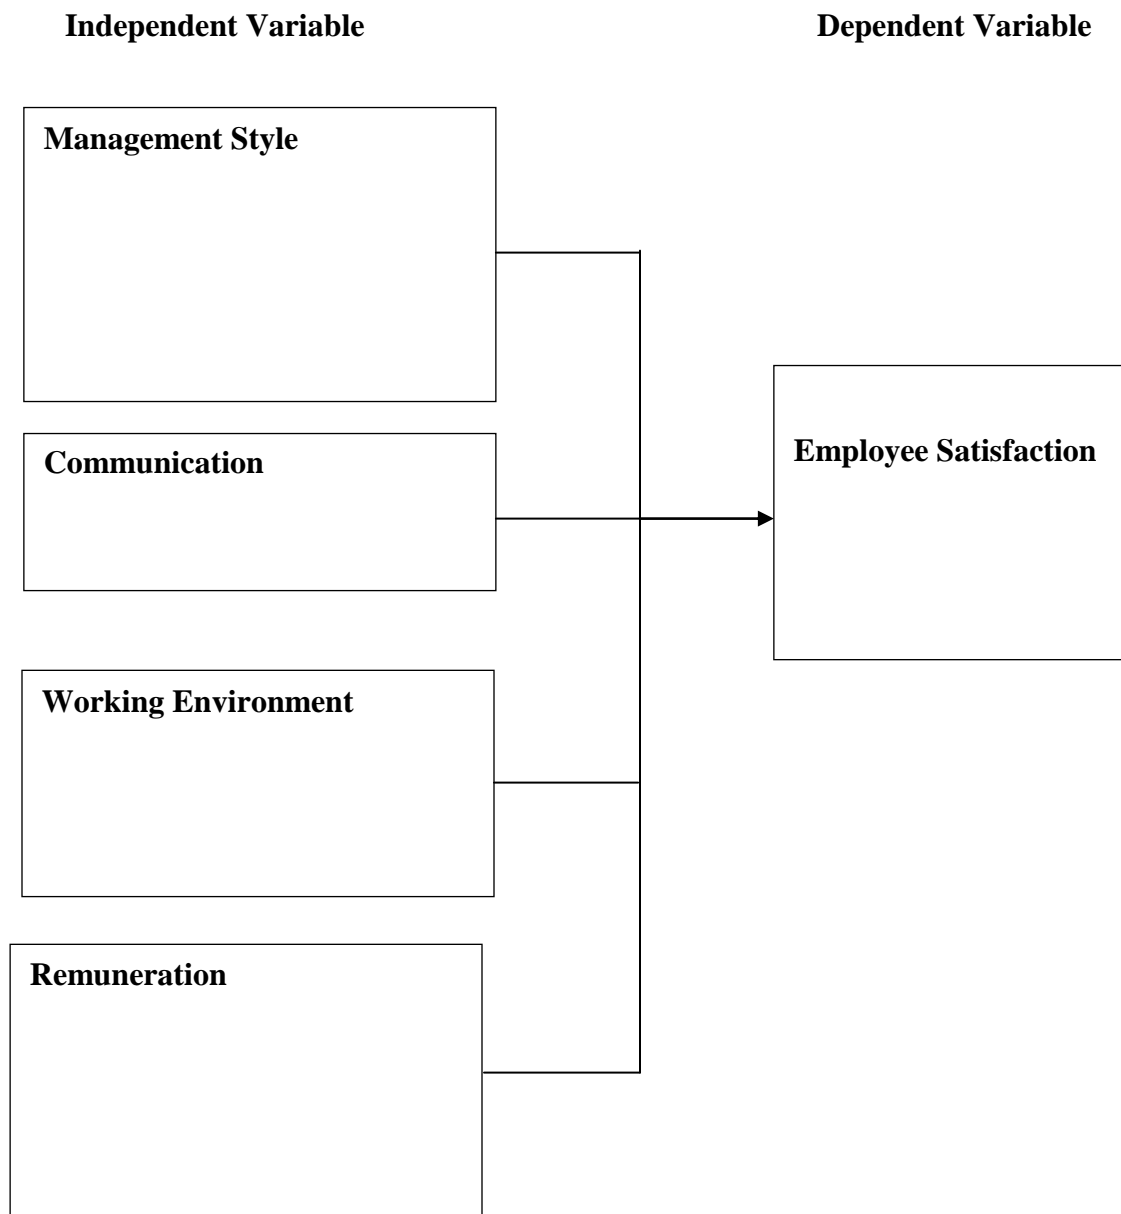 Independent Variable
Dependent Variable
Management Style
Communication
Employee Satisfaction
Working Environment
Remuneration